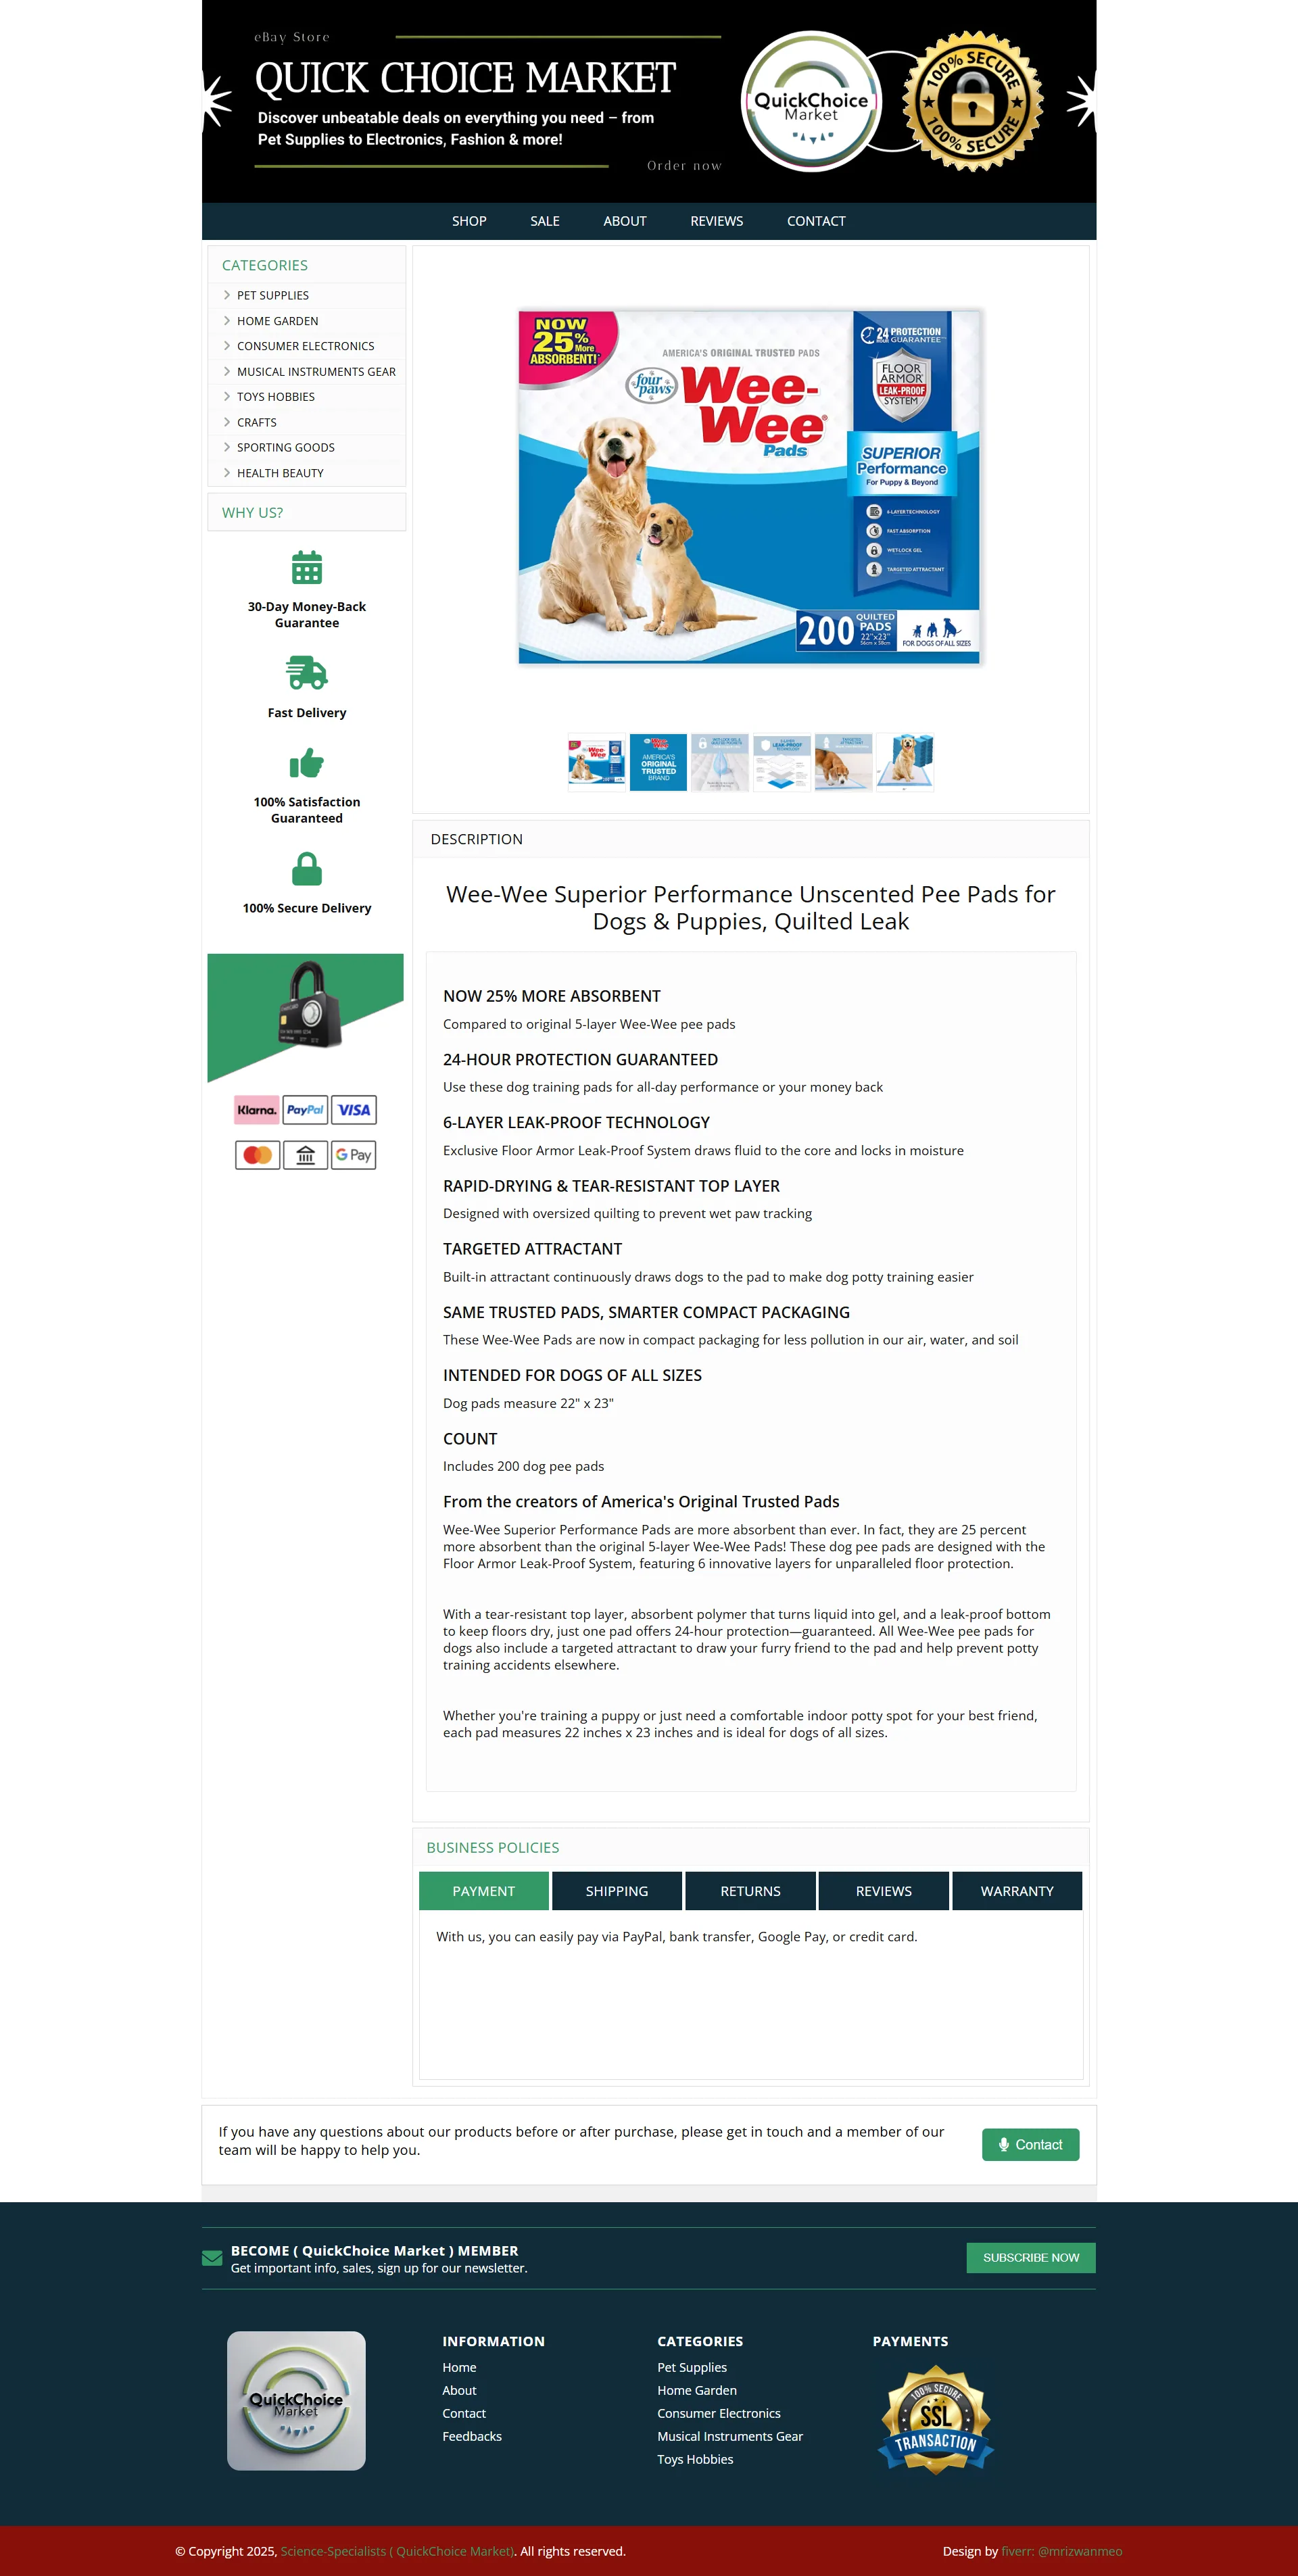 eBay Store
QUICK CHOICE MARKET
Discover unbeatable deals on everything you need – from
Pet Supplies to Electronics, Fashion & more!
Order now
QuickChoice
Market
100% SECURE
100% SECURE
SHOP SALE ABOUT REVIEWS CONTACT
CATEGORIES
PET SUPPLIES
HOME GARDEN
CONSUMER ELECTRONICS
MUSICAL INSTRUMENTS GEAR
TOYS HOBBIES
CRAFTS
SPORTING GOODS
HEALTH BEAUTY
WHY US?
30-Day Money-Back
Guarantee
Fast Delivery
100% Satisfaction
Guaranteed
100% Secure Delivery
Klarna. PayPal VISA
G Pay
NOW
25% More
ABSORBENT!
AMERICA'S ORIGINAL TRUSTED PADS
four paws
Wee-
Wee®
Pads
24 PROTECTION
GUARANTEE
FLOOR
ARMOR
LEAK-PROOF
SYSTEM
SUPERIOR
Performance
For Puppy & Beyond
6-LAYER TECHNOLOGY
FAST ABSORPTION
WET-LOCK GEL
TARGETED ATTRACTANT
200 QUILTED
PADS
22"x23"
56cm x 58cm
FOR DOGS OF ALL SIZES
AMERICA'S
ORIGINAL
TRUSTED
BRAND
LEAK-PROOF
DESCRIPTION
Wee-Wee Superior Performance Unscented Pee Pads for
Dogs & Puppies, Quilted Leak
NOW 25% MORE ABSORBENT
Compared to original 5-layer Wee-Wee pee pads
24-HOUR PROTECTION GUARANTEED
Use these dog training pads for all-day performance or your money back
6-LAYER LEAK-PROOF TECHNOLOGY
Exclusive Floor Armor Leak-Proof System draws fluid to the core and locks in moisture
RAPID-DRYING & TEAR-RESISTANT TOP LAYER
Designed with oversized quilting to prevent wet paw tracking
TARGETED ATTRACTANT
Built-in attractant continuously draws dogs to the pad to make dog potty training easier
SAME TRUSTED PADS, SMARTER COMPACT PACKAGING
These Wee-Wee Pads are now in compact packaging for less pollution in our air, water, and soil
INTENDED FOR DOGS OF ALL SIZES
Dog pads measure 22" x 23"
COUNT
Includes 200 dog pee pads
From the creators of America's Original Trusted Pads
Wee-Wee Superior Performance Pads are more absorbent than ever. In fact, they are 25 percent
more absorbent than the original 5-layer Wee-Wee Pads! These dog pee pads are designed with the
Floor Armor Leak-Proof System, featuring 6 innovative layers for unparalleled floor protection.
With a tear-resistant top layer, absorbent polymer that turns liquid into gel, and a leak-proof bottom
to keep floors dry, just one pad offers 24-hour protection—guaranteed. All Wee-Wee pee pads for
dogs also include a targeted attractant to draw your furry friend to the pad and help prevent potty
training accidents elsewhere.
Whether you're training a puppy or just need a comfortable indoor potty spot for your best friend,
each pad measures 22 inches x 23 inches and is ideal for dogs of all sizes.
BUSINESS POLICIES
PAYMENT SHIPPING RETURNS REVIEWS WARRANTY
With us, you can easily pay via PayPal, bank transfer, Google Pay, or credit card.
If you have any questions about our products before or after purchase, please get in touch and a member of our
team will be happy to help you.
Contact
BECOME ( QuickChoice Market ) MEMBER
Get important info, sales, sign up for our newsletter.
SUBSCRIBE NOW
QuickChoice
Market
INFORMATION
Home
About
Contact
Feedbacks
CATEGORIES
Pet Supplies
Home Garden
Consumer Electronics
Musical Instruments Gear
Toys Hobbies
PAYMENTS
100% SECURE
SSL
TRANSACTION
© Copyright 2025, Science-Specialists ( QuickChoice Market). All rights reserved.
Design by fiverr: @mrizwanmeo